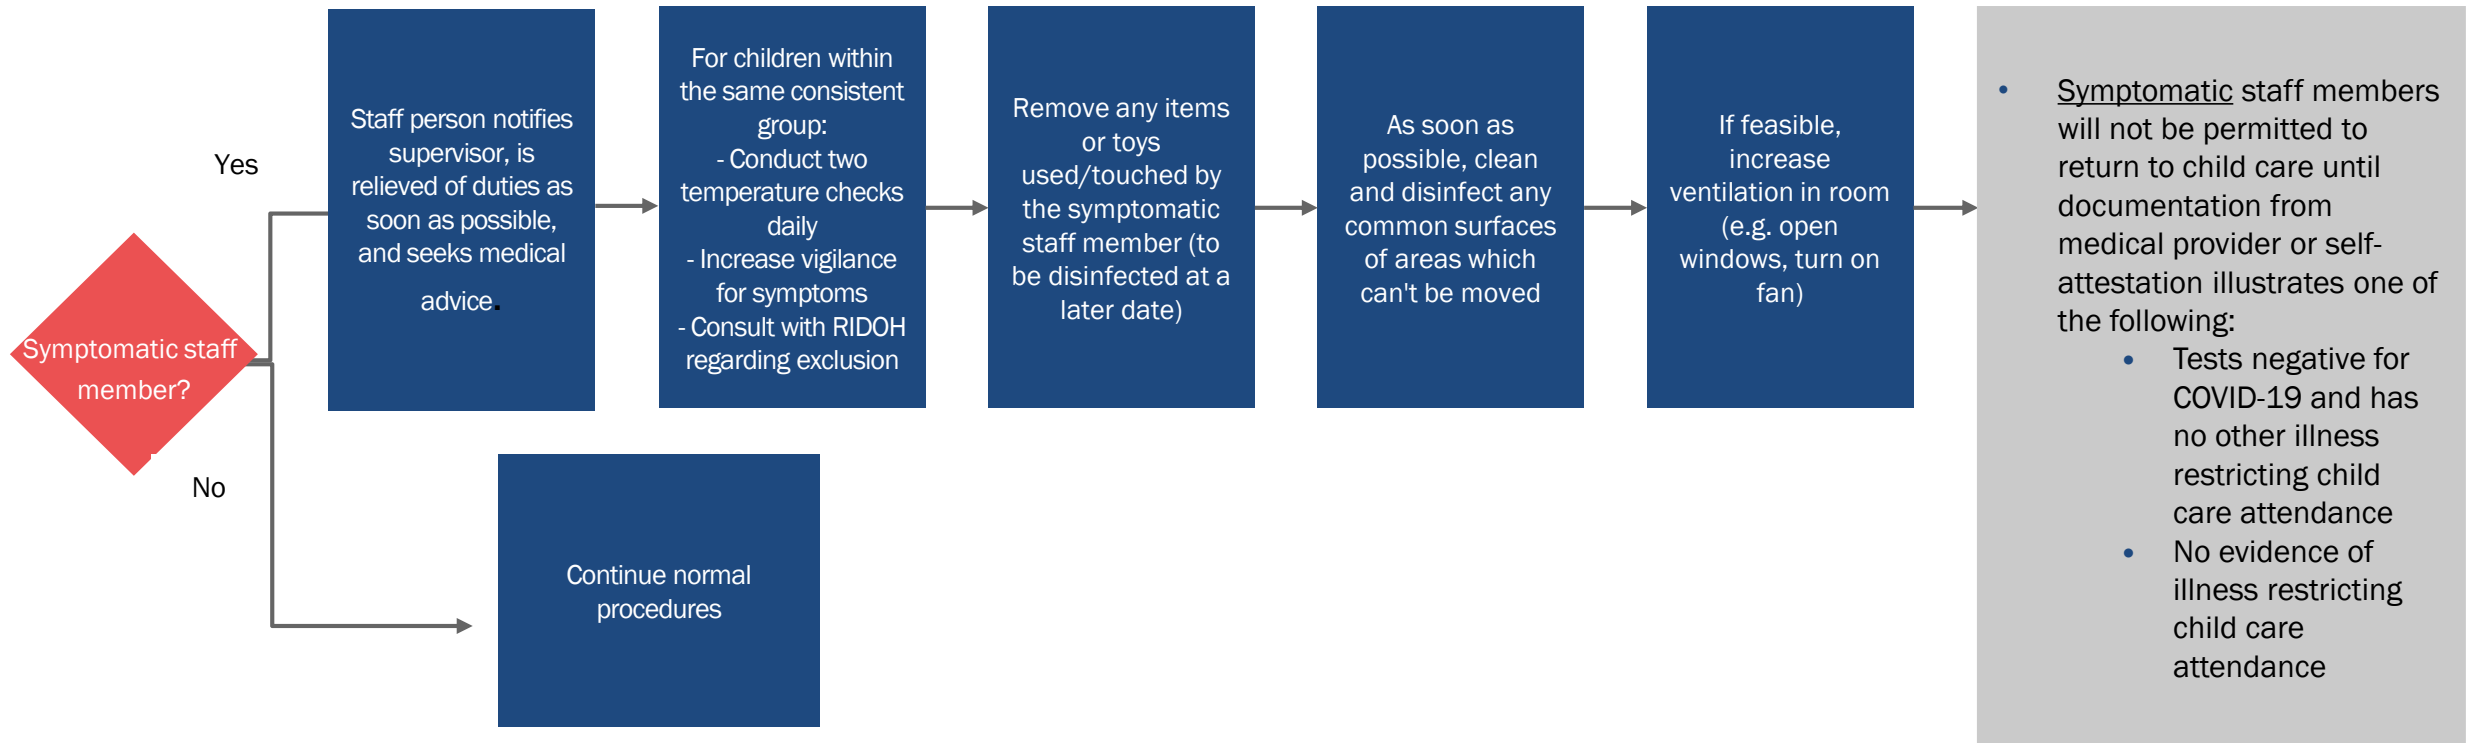 Symptomatic staff
member?
Yes
Staff person notifies
supervisor, is
relieved of duties as
soon as possible,
and seeks medical
advice.
For children within
the same consistent
group:
- Conduct two
temperature checks
daily
- Increase vigilance
for symptoms
- Consult with RIDOH
regarding exclusion
Remove any items
or toys
used/touched by
the symptomatic
staff member (to
be disinfected at a
later date)
As soon as
possible, clean
and disinfect any
common surfaces
of areas which
can't be moved
If feasible,
increase
ventilation in room
(e.g. open
windows, turn on
fan)
• Symptomatic staff members
will not be permitted to
return to child care until
documentation from
medical provider or self-
attestation illustrates one of
the following:
• Tests negative for
COVID-19 and has
no other illness
restricting child
care attendance
• No evidence of
illness restricting
child care
attendance
No
Continue normal
procedures